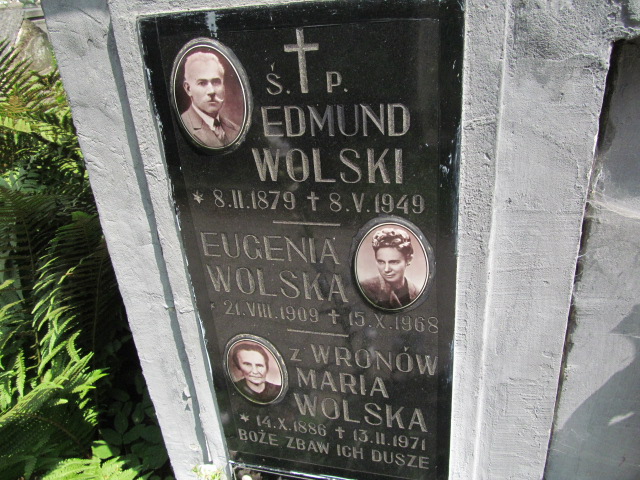 Ś. † P.
EDMUND
WOLSKI
* 8.II.1879 † 8.V.1949
EUGENIA
WOLSKA
* 21.VIII.1909 † 15.X.1968
z WRONÓW
MARIA
WOLSKA
* 14.X.1886 † 13.II.1971
BOŻE ZBAW ICH DUSZE